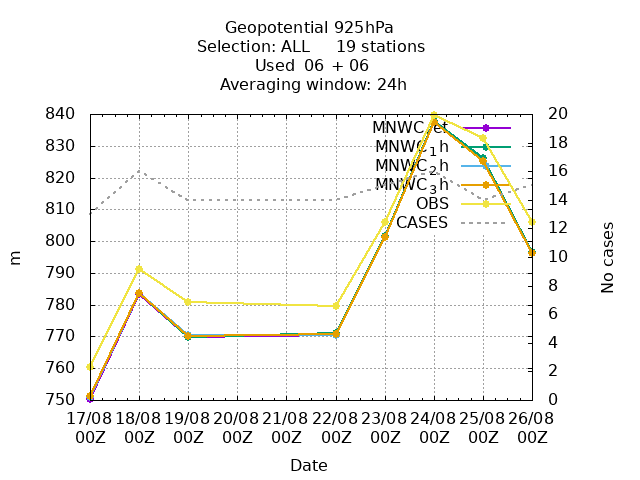 Geopotential 925hPa
Selection: ALL 19 stations
Used 06 + 06
Averaging window: 24h
840 20
830 18
820 16
810 14
800 12
790 10
780 8
770 6
760 4
750 2
0
m
No cases
MNWC_ref
MNWC1h
MNWC2h
MNWC3h
OBS
CASES
17/08 18/08 19/08 20/08 21/08 22/08 23/08 24/08 25/08 26/08
00Z 00Z 00Z 00Z 00Z 00Z 00Z 00Z 00Z 00Z
Date